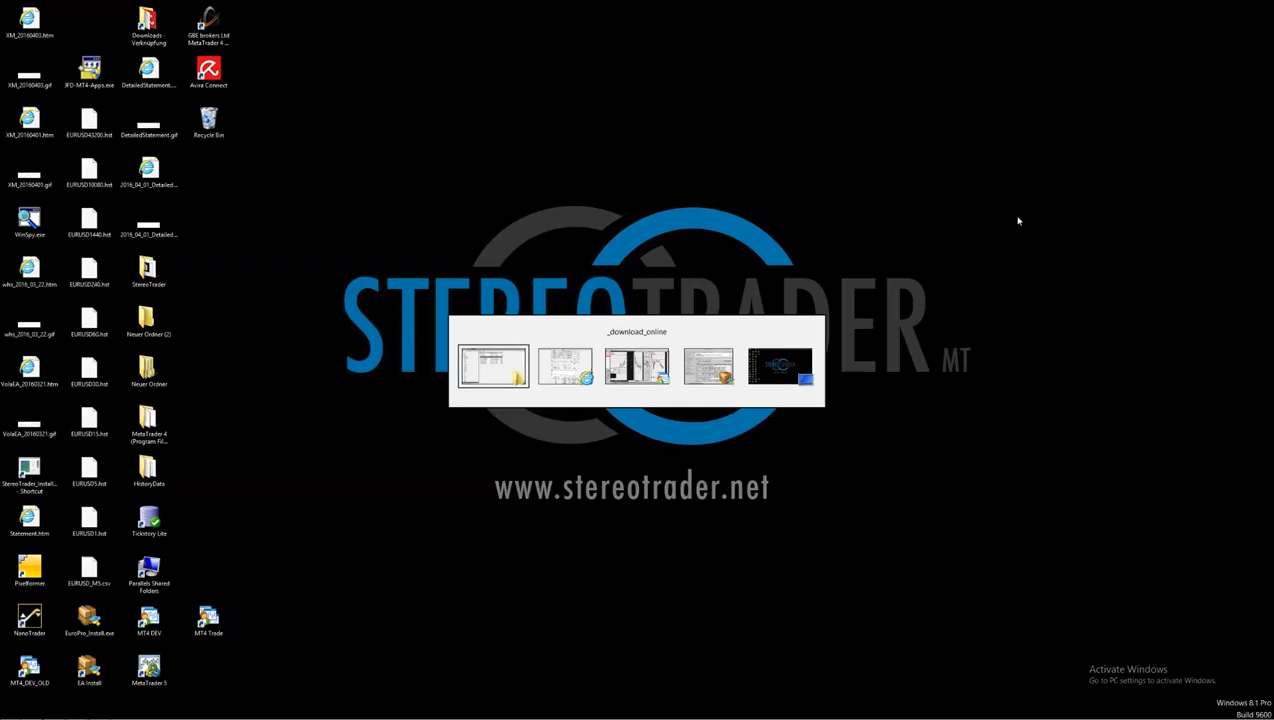 XM_20160403.htm
Downloads -
Verknüpfung
GBE brokers Ltd
MetaTrader 4 ...
XM_20160403.gif
JFD-MT4-Apps.exe
DetailedStatement....
Avira Connect
XM_20160401.htm
EURUSD43200.hst
DetailedStatement.gif
Recycle Bin
XM_20160401.gif
EURUSD10080.hst
2016_04_01_Detailed...
WinSpy.exe
EURUSD1440.hst
2016_04_01_Detailed...
whs_2016_03_22.htm
EURUSD240.hst
StereoTrader
whs_2016_03_22.gif
EURUSD60.hst
Neuer Ordner (2)
VolaEA_20160321.htm
EURUSD30.hst
Neuer Ordner
VolaEA_20160321.gif
EURUSD15.hst
MetaTrader 4
(Program Fil...
StereoTrader_Install...
- Shortcut
EURUSD5.hst
HistoryData
Statement.htm
EURUSD1.hst
Tickstory Lite
Pixelformer
EURUSD_M5.csv
Parallels Shared
Folders
NanoTrader
EuroPro_Install.exe
MT4 DEV
MT4 Trade
MT4_DEV_OLD
EA Install
MetaTrader 5
STEREOTRADER MT
_download_online
www.stereotrader.net
Activate Windows
Go to PC settings to activate Windows.
Windows 8.1 Pro
Build 9600